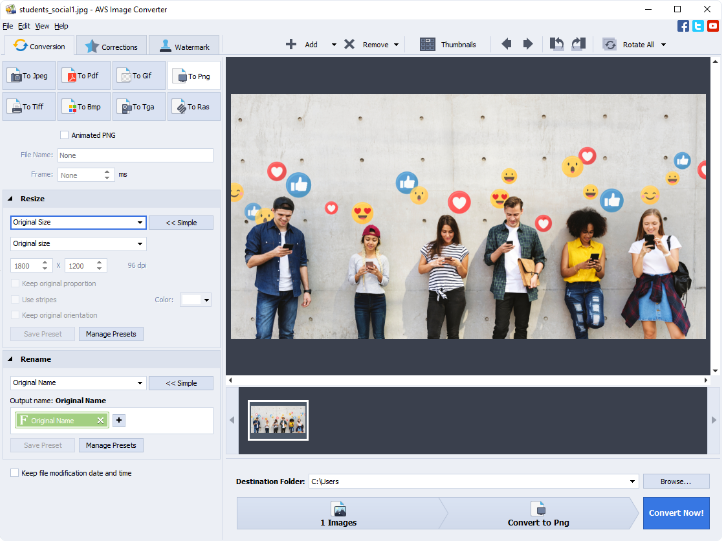 students_social1.jpg - AVS Image Converter
File Edit View Help
Conversion Corrections Watermark
Add Remove Thumbnails Rotate All
To Jpeg To Pdf To Gif To Png
To Tiff To Bmp To Tga To Ras
Animated PNG
File Name: None
Frame: None ms
Resize
Original Size << Simple
Original size
1800 X 1200 96 dpi
Keep original proportion
Use stripes Color:
Keep original orientation
Save Preset Manage Presets
Rename
Original Name << Simple
Output name: Original Name
F Original Name
Save Preset Manage Presets
Keep file modification date and time
Destination Folder: C:\Users Browse...
1 Images Convert to Png Convert Now!